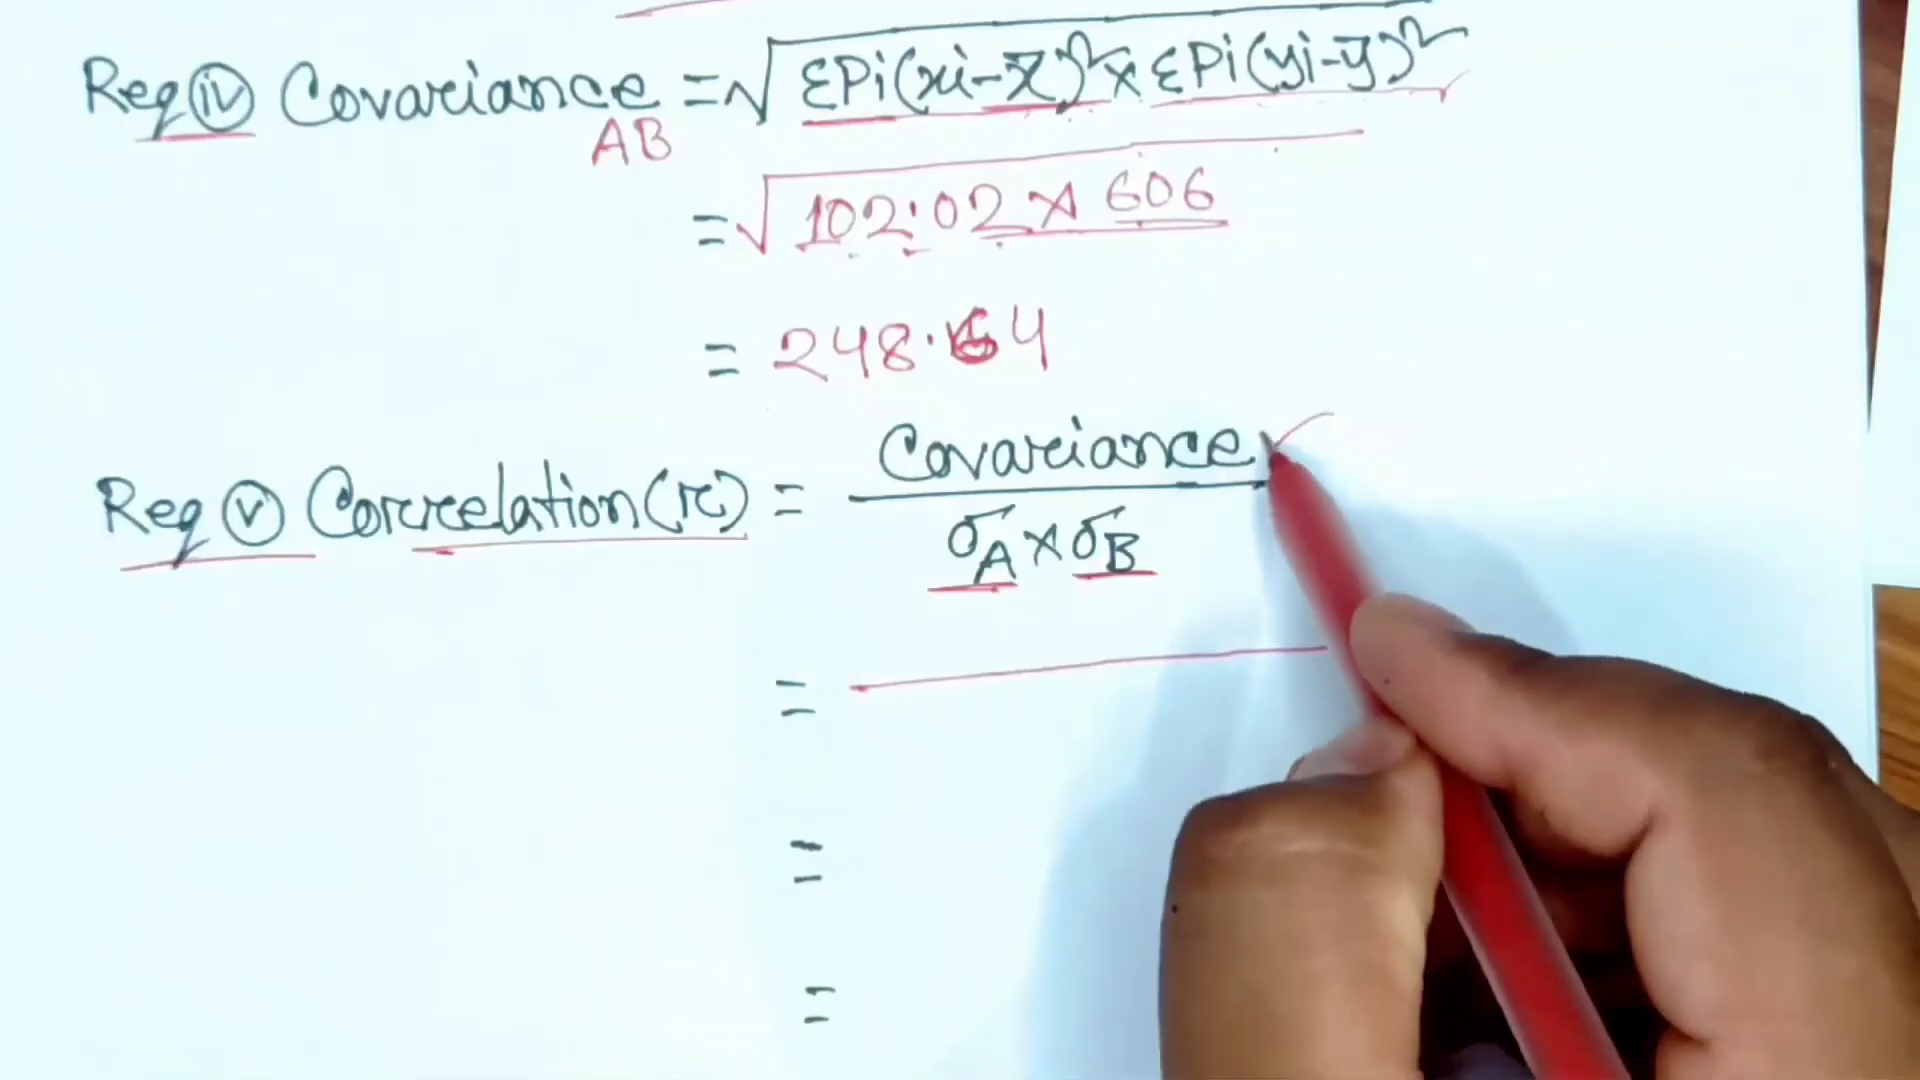 Req (iv) Covariance = √ΣPi(xi-x̄)² × ΣPi(yi-ȳ)²
AB
= √102.02 × 606
= 248.64
Req (v) Correlation(r) = Covariance
σA × σB
=
=
=